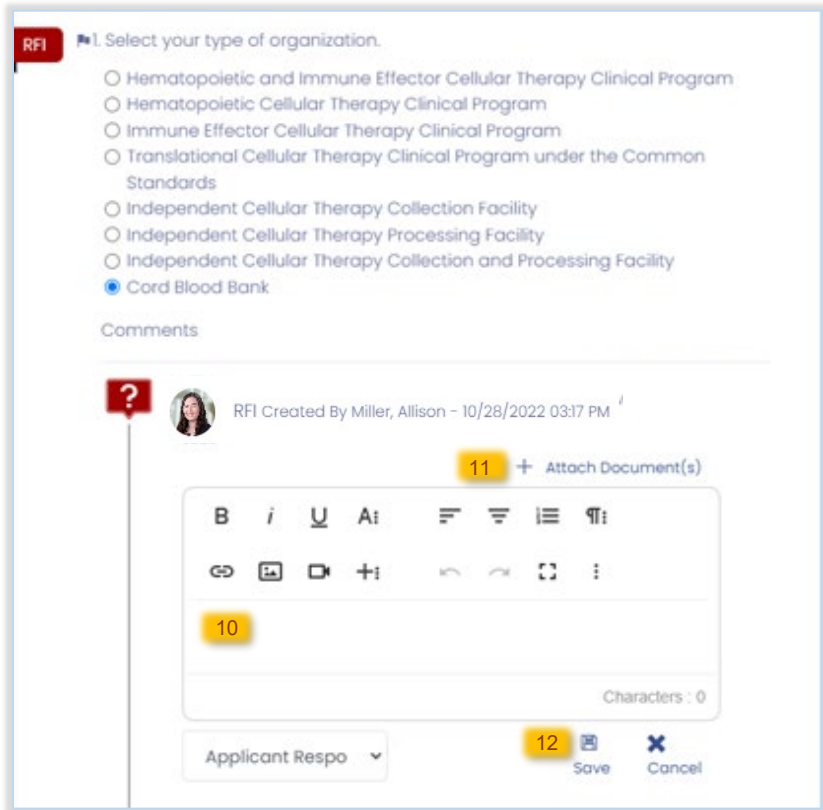 RFI
1. Select your type of organization.
Hematopoietic and Immune Effector Cellular Therapy Clinical Program
Hematopoietic Cellular Therapy Clinical Program
Immune Effector Cellular Therapy Clinical Program
Translational Cellular Therapy Clinical Program under the Common
Standards
Independent Cellular Therapy Collection Facility
Independent Cellular Therapy Processing Facility
Independent Cellular Therapy Collection and Processing Facility
Cord Blood Bank
Comments
?
RFI Created By Miller, Allison - 10/28/2022 03:17 PM
11 + Attach Document(s)
B i U A
10
Characters : 0
Applicant Respo
12
Save Cancel